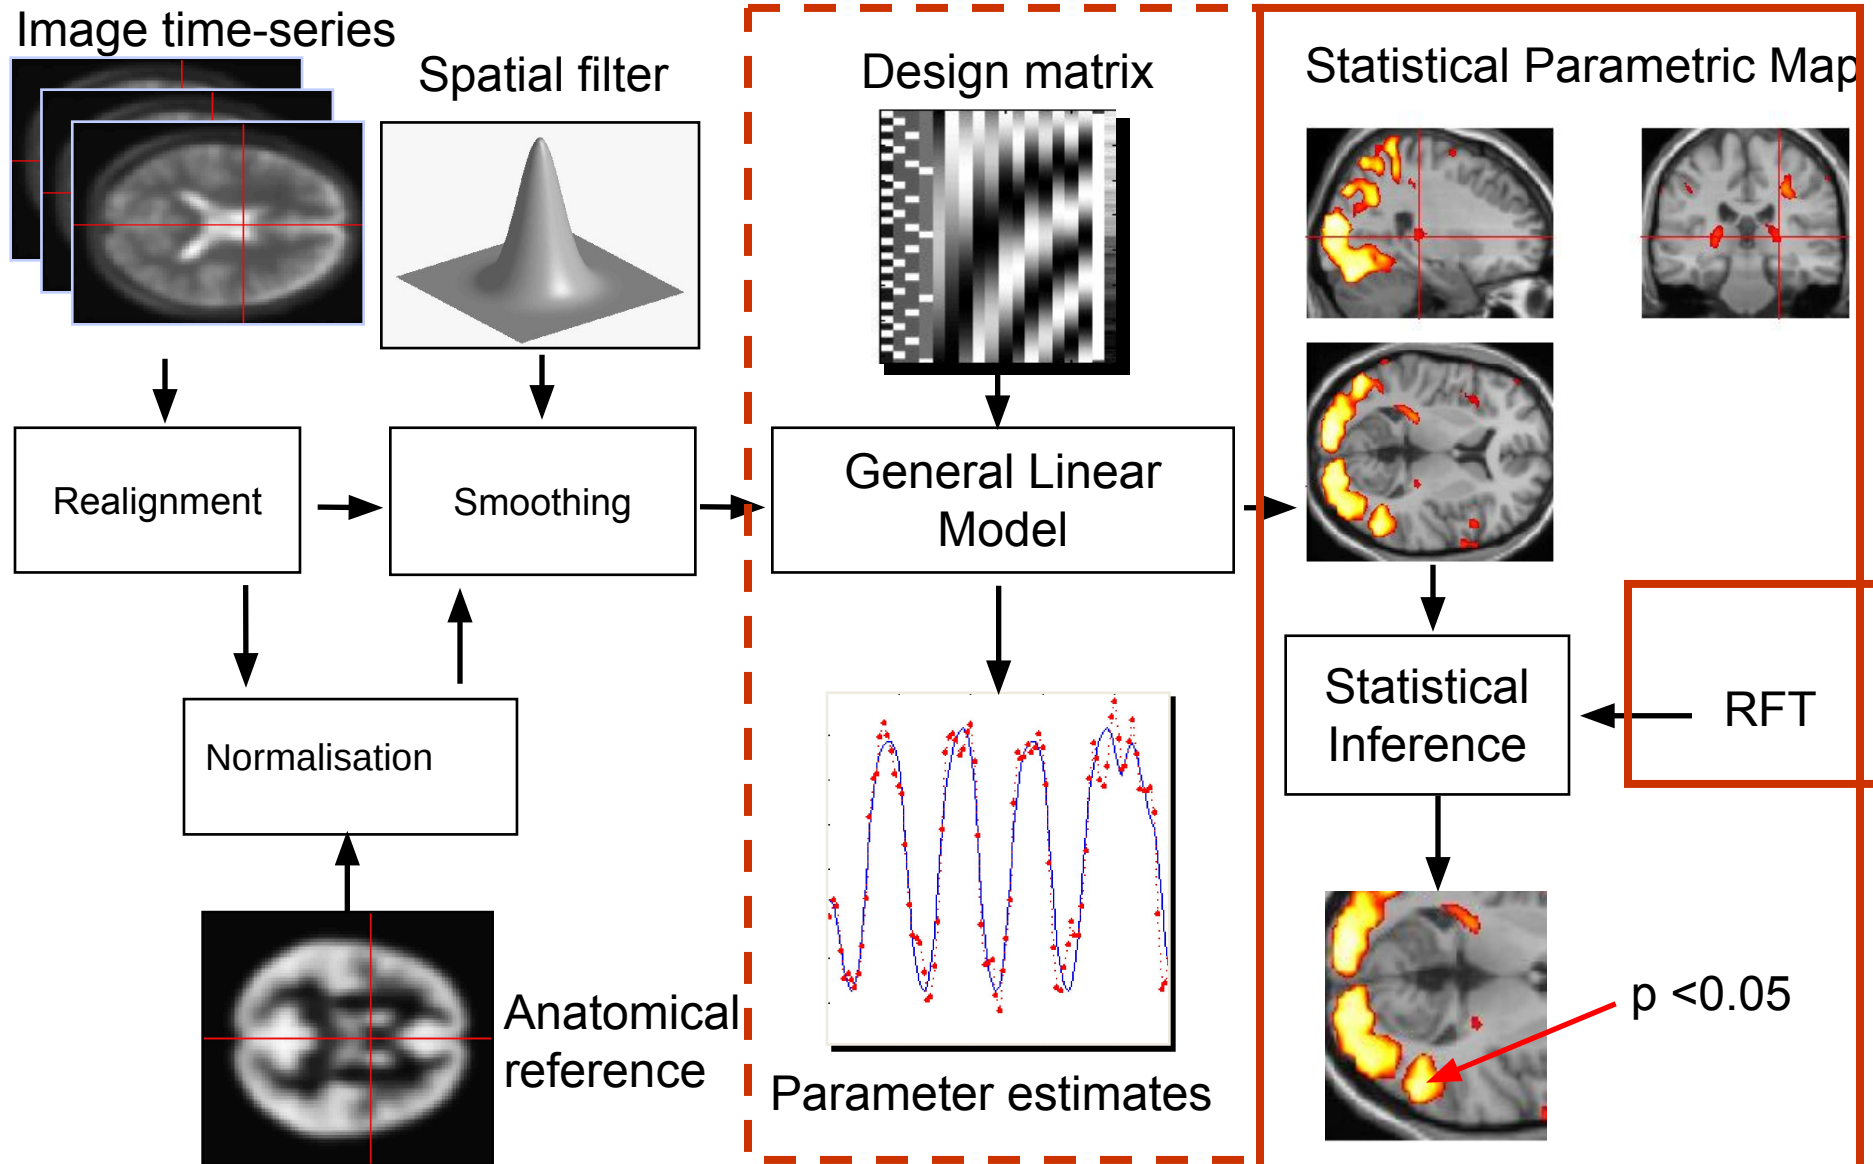 Image time-series
Spatial filter
Design matrix
Statistical Parametric Map
Realignment
Smoothing
General Linear
Model
Normalisation
Statistical
Inference
RFT
Anatomical
reference
Parameter estimates
p <0.05